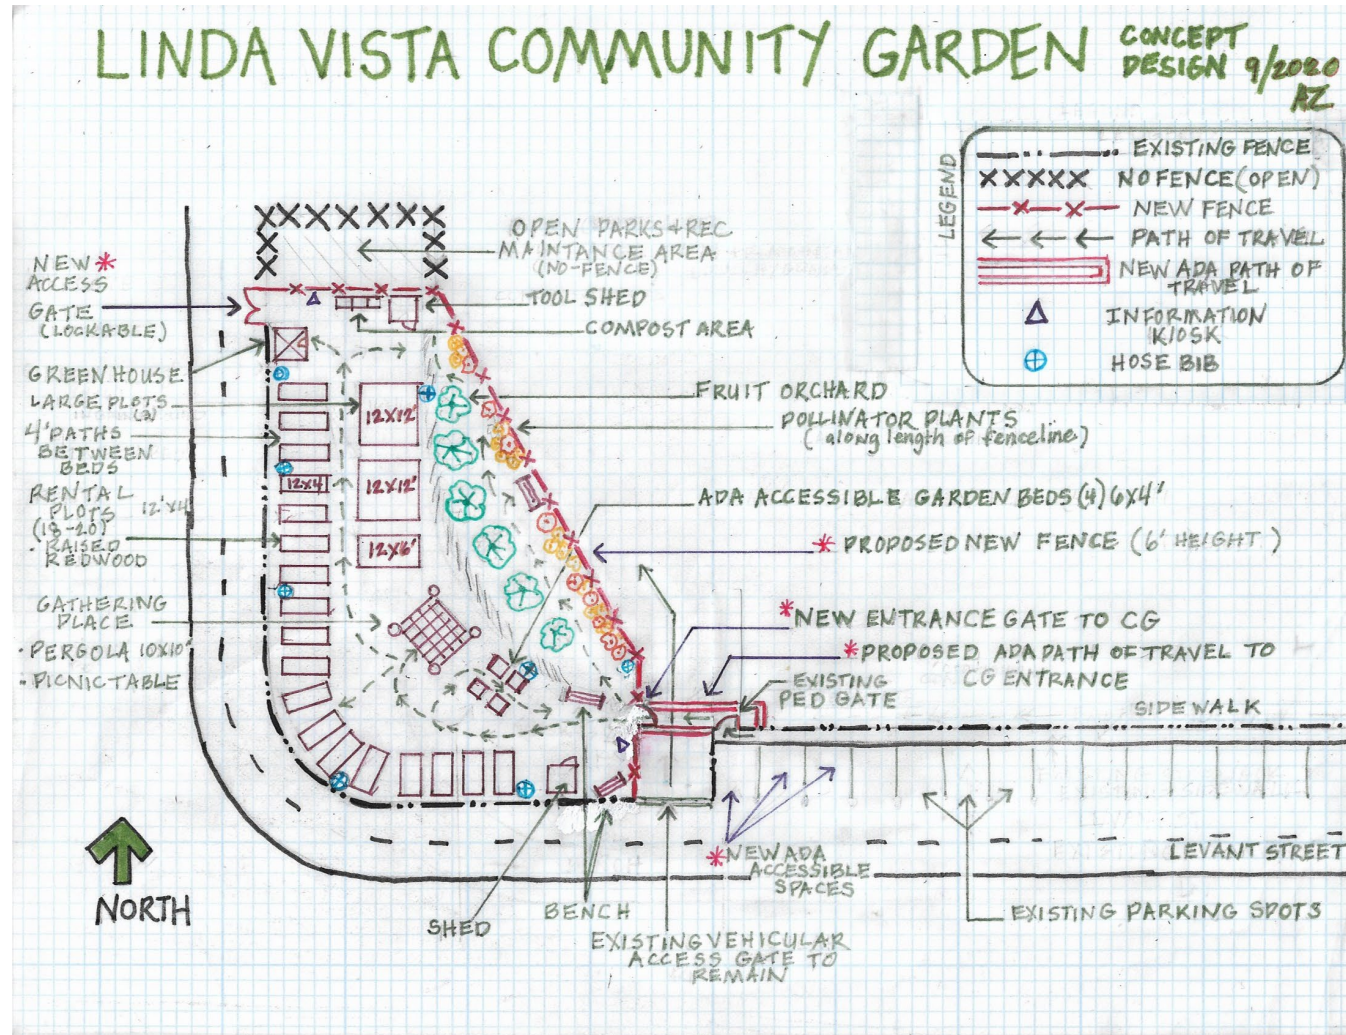 LINDA VISTA COMMUNITY GARDEN
CONCEPT
DESIGN 9/2020
AZ
LEGEND
EXISTING FENCE
NO FENCE (OPEN)
NEW FENCE
PATH OF TRAVEL
NEW ADA PATH OF
TRAVEL
INFORMATION
KIOSK
HOSE BIB
OPEN PARKS + REC
MAINTANCE AREA
(NO-FENCE)
TOOL SHED
COMPOST AREA
NEW *
ACCESS
GATE
(LOCKABLE)
GREEN HOUSE
LARGE PLOTS
(3)
4' PATHS
BETWEEN
BEDS
RENTAL
PLOTS 12'x4'
(18-20)
• RAISED
REDWOOD
GATHERING
PLACE
• PERGOLA 10X10'
• PICNIC TABLE
12X12'
12X12'
12X6'
12x4'
FRUIT ORCHARD
POLLINATOR PLANTS
(along length of fenceline)
ADA ACCESSIBLE GARDEN BEDS (4) 6X4'
* PROPOSED NEW FENCE (6' HEIGHT)
* NEW ENTRANCE GATE TO CG
* PROPOSED ADA PATH OF TRAVEL TO
CG ENTRANCE
EXISTING
PED GATE
SIDEWALK
LEVANT STREET
* NEW ADA
ACCESSIBLE
SPACES
EXISTING PARKING SPOTS
NORTH
SHED
BENCH
EXISTING VEHICULAR
ACCESS GATE TO
REMAIN